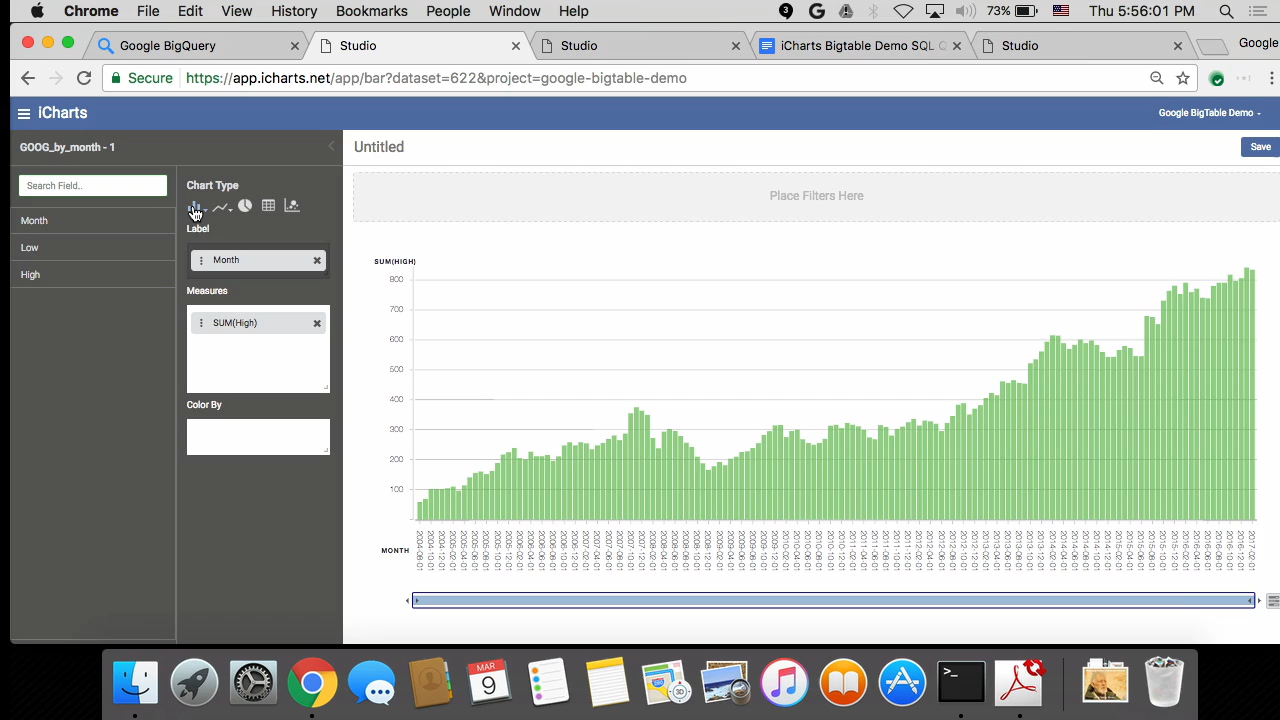 Chrome File Edit View History Bookmarks People Window Help 73% Thu 5:56:01 PM
Google BigQuery Studio Studio iCharts Bigtable Demo SQL Q Studio Google
Secure https://app.icharts.net/app/bar?dataset=622&project=google-bigtable-demo
iCharts Google BigTable Demo
GOOG_by_month - 1
Untitled
Save
Search Field..
Month
Low
High
Chart Type
Label
Month
Measures
SUM(High)
Color By
Place Filters Here
SUM(HIGH)
800
700
600
500
400
300
200
100
MONTH
MAR
9
3D
>_